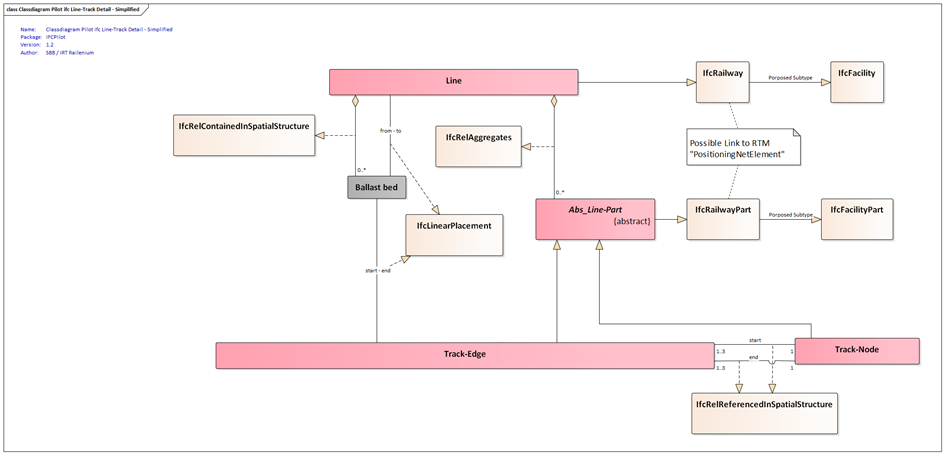 class Classdiagram Pilot ifc Line-Track Detail - Simplified
Name: Classdiagram Pilot ifc Line-Track Detail - Simplified
Package: IFCPilot
Version: 1.2
Author: SBB / IRT Railenium
Line
IfcRailway
Porposed Subtype
IfcFacility
IfcRelContainedInSpatialStructure
from - to
IfcRelAggregates
Possible Link to RTM
"PositioningNetElement"
0..*
Ballast bed
0..*
Abs_Line-Part
{abstract}
IfcRailwayPart
Porposed Subtype
IfcFacilityPart
IfcLinearPlacement
start - end
Track-Edge
1.3
start
1
Track-Node
1.3
end
1
IfcRelReferencedInSpatialStructure